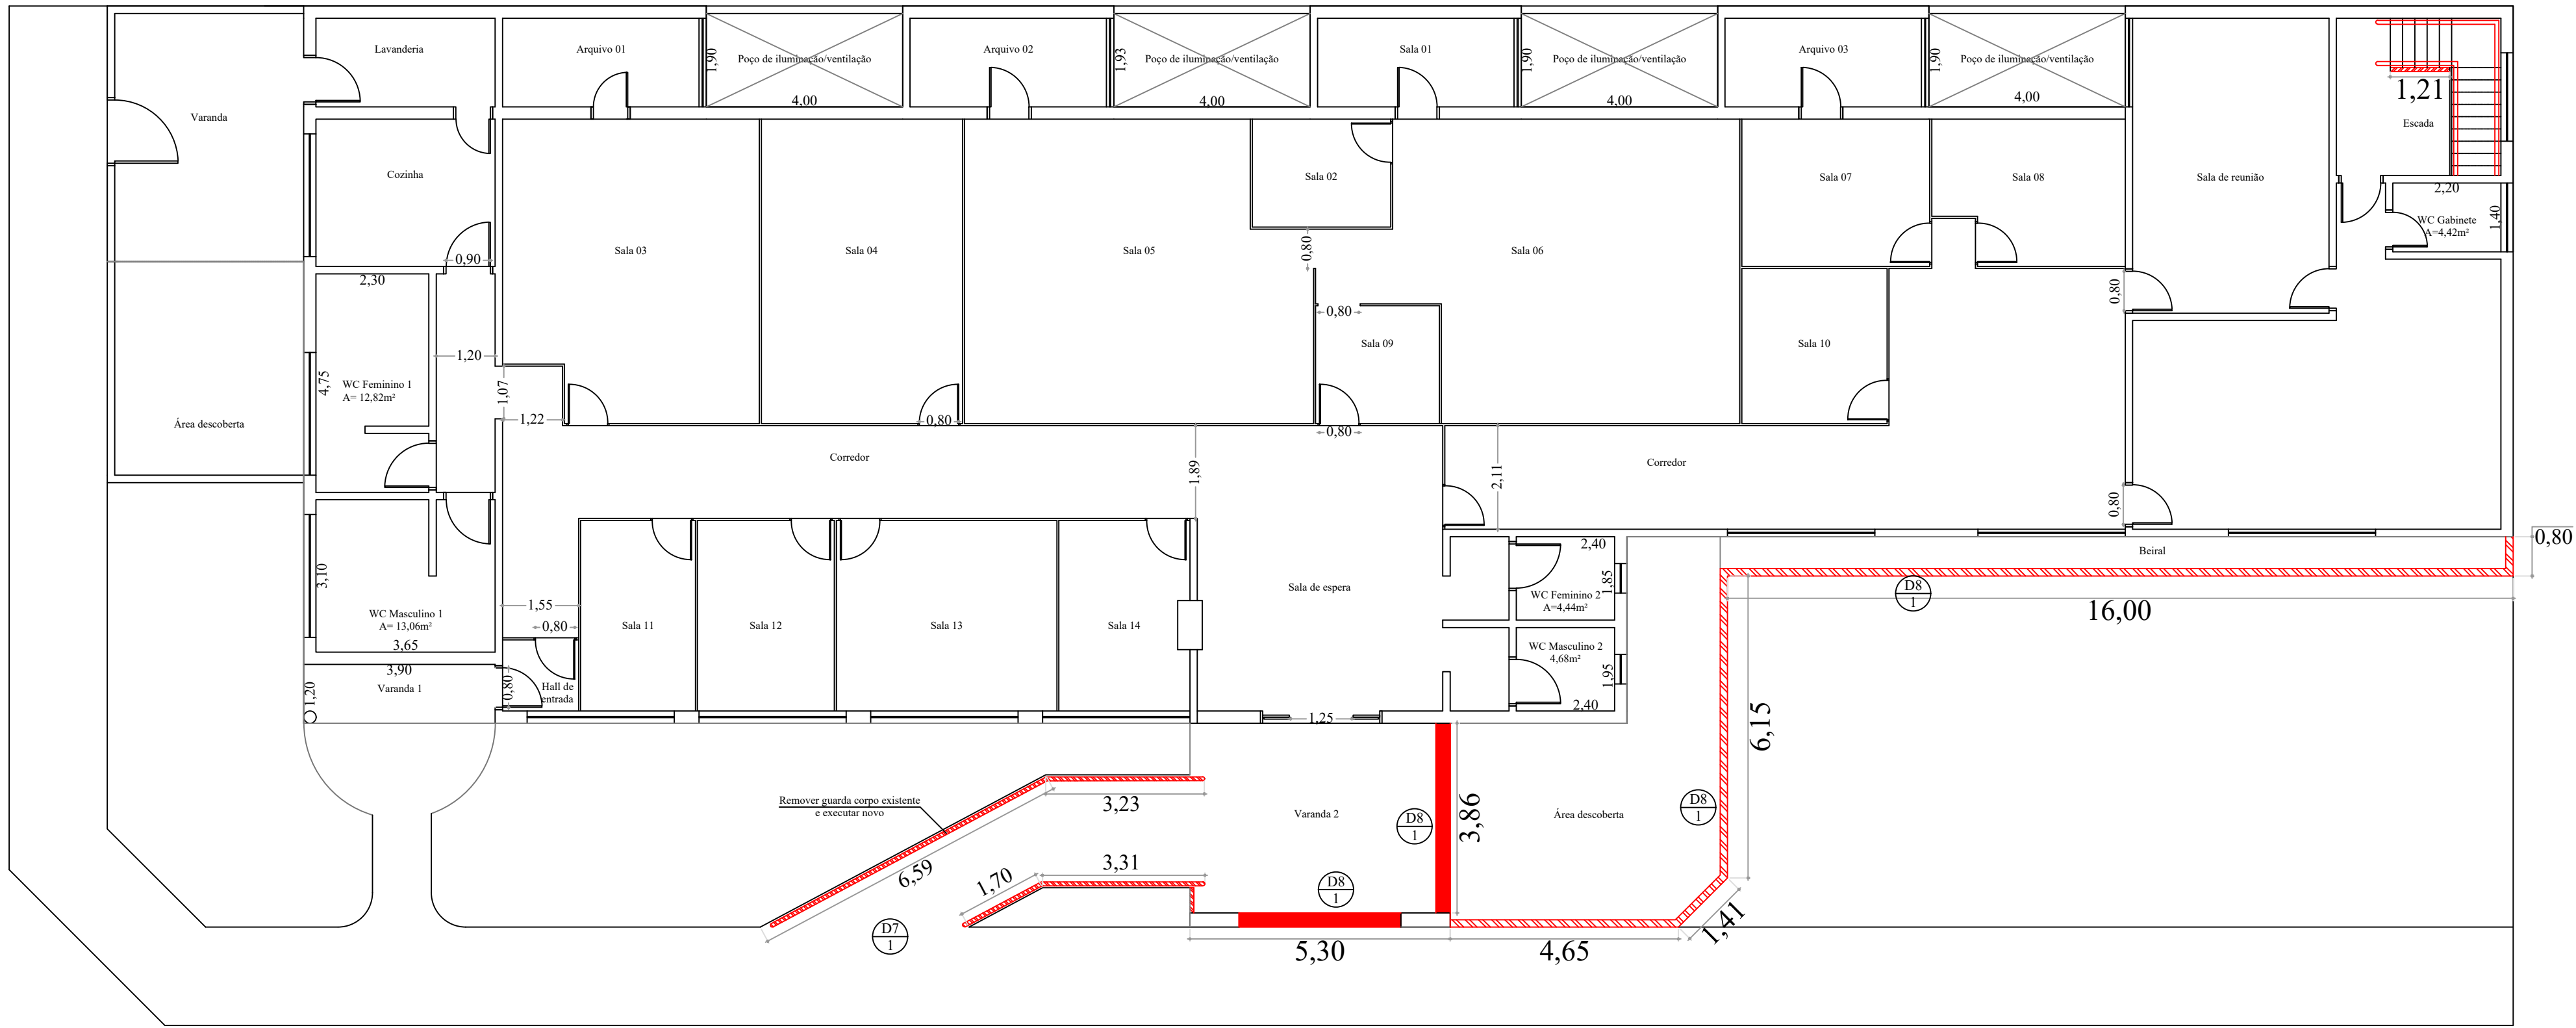 Lavanderia
Arquivo 01
1,90
Poço de iluminação/ventilação
4,00
Arquivo 02
1,93
Poço de iluminação/ventilação
4,00
Sala 01
1,90
Poço de iluminação/ventilação
4,00
Arquivo 03
1,90
Poço de iluminação/ventilação
4,00
1,21
Escada
Varanda
Cozinha
0,90
Sala 02
0,80
Sala 07
Sala 08
Sala de reunião
2,20
WC Gabinete
A=4,42m²
1,40
Sala 03
Sala 04
Sala 05
Sala 06
2,30
0,80
0,80
Sala 09
Sala 10
1,20
4,75
WC Feminino 1
A= 12,82m²
1,07
1,22
0,80
0,80
Área descoberta
Corredor
1,89
2,11
Corredor
0,80
0,80
Beiral
3,10
WC Masculino 1
A= 13,06m²
3,65
1,55
0,80
Sala 11
Sala 12
Sala 13
Sala 14
Sala de espera
2,40
1,85
WC Feminino 2
A=4,44m²
WC Masculino 2
4,68m²
1,95
2,40
D8
1
16,00
3,90
1,20
Varanda 1
0,80
Hall de
entrada
1,25
6,15
Remover guarda corpo existente
e executar novo
3,23
6,59
1,70
3,31
Varanda 2
D8
1
3,86
Área descoberta
D8
1
D8
1
D7
1
5,30
4,65
1,41